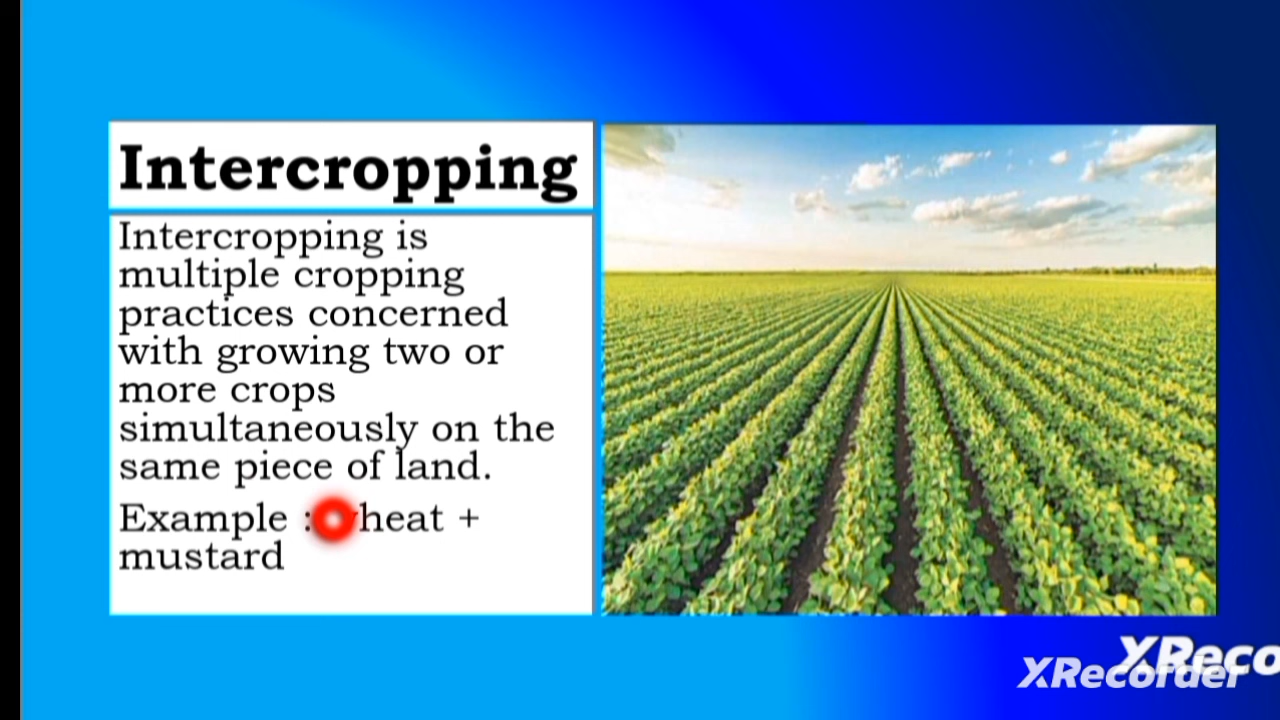 Intercropping
Intercropping is
multiple cropping
practices concerned
with growing two or
more crops
simultaneously on the
same piece of land.
Example : heat +
mustard
XReco
XRecorder